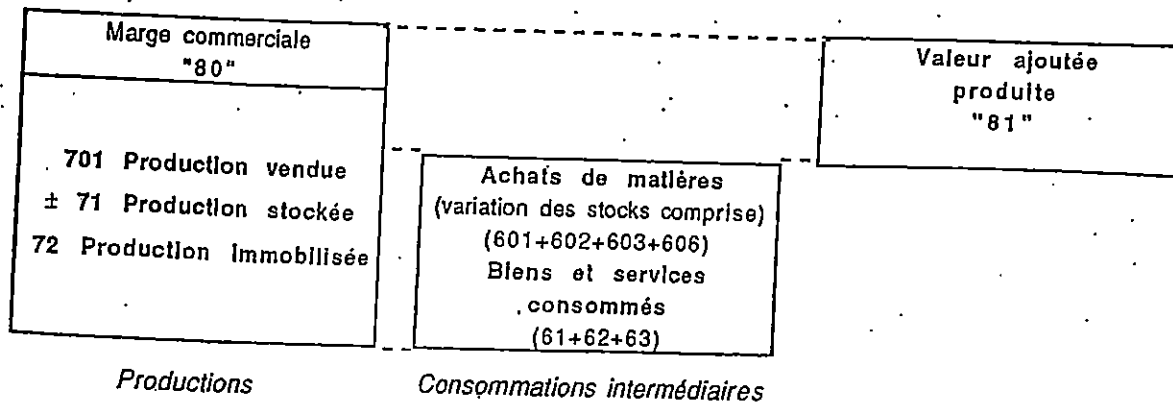 Marge commerciale
"80"
701 Production vendue
± 71 Production stockée
72 Production Immobilisée
Productions
Achats de matières
(variation des stocks comprise)
(601+602+603+606)
Biens et services
consommés
(61+62+63)
Consommations intermédiaires
Valeur ajoutée
produite
"81"